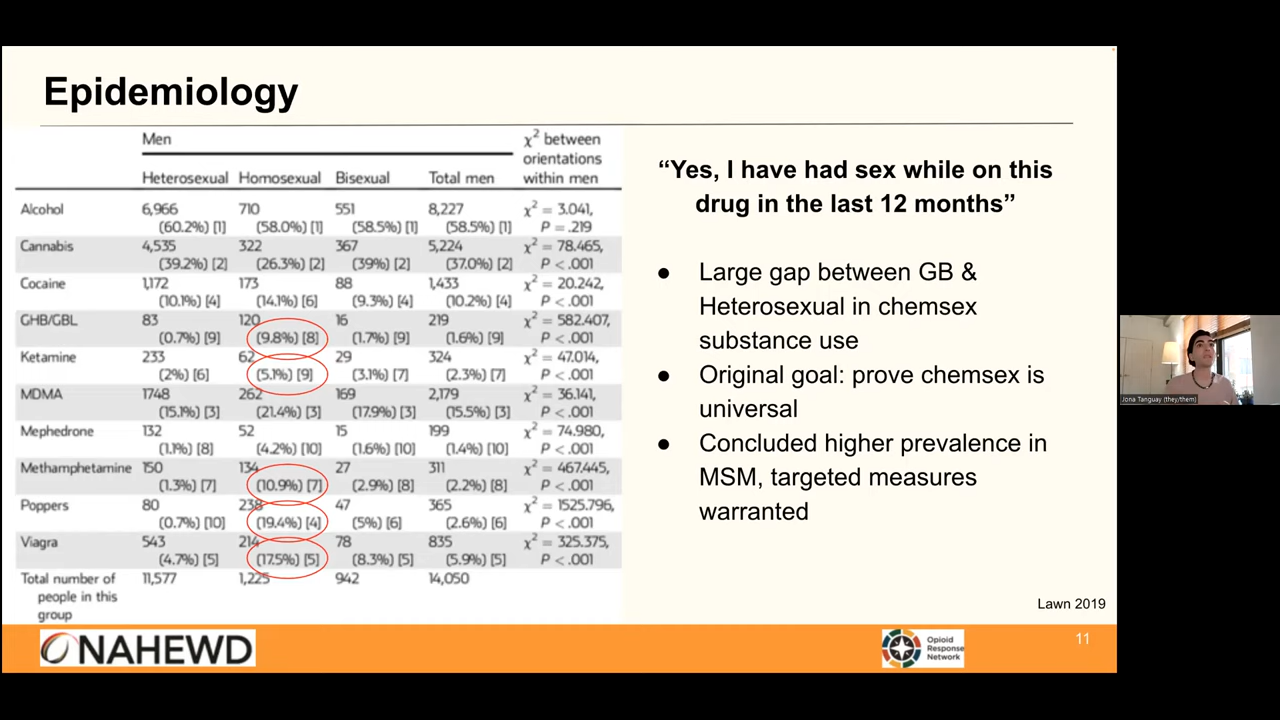 Epidemiology
Men
χ² between orientations within men
Heterosexual Homosexual Bisexual Total men
Alcohol 6,966 (60.2%) [1] 710 (58.0%) [1] 551 (58.5%) [1] 8,227 (58.5%) [1] χ² = 3.041, P = .219
Cannabis 4,535 (39.2%) [2] 322 (26.3%) [2] 367 (39%) [2] 5,224 (37.0%) [2] χ² = 78.465, P < .001
Cocaine 1,172 (10.1%) [4] 173 (14.1%) [6] 88 (9.3%) [4] 1,433 (10.2%) [4] χ² = 20.242, P < .001
GHB/GBL 83 (0.7%) [9] 120 (9.8%) [8] 16 (1.7%) [9] 219 (1.6%) [9] χ² = 582.407, P < .001
Ketamine 233 (2%) [6] 62 (5.1%) [9] 29 (3.1%) [7] 324 (2.3%) [7] χ² = 47.014, P < .001
MDMA 1748 (15.1%) [3] 262 (21.4%) [3] 169 (17.9%) [3] 2,179 (15.5%) [3] χ² = 36.141, P < .001
Mephedrone 132 (1.1%) [8] 52 (4.2%) [10] 15 (1.6%) [10] 199 (1.4%) [10] χ² = 74.980, P < .001
Methamphetamine 150 (1.3%) [7] 134 (10.9%) [7] 27 (2.9%) [8] 311 (2.2%) [8] χ² = 467.445, P < .001
Poppers 80 (0.7%) [10] 238 (19.4%) [4] 47 (5%) [6] 365 (2.6%) [6] χ² = 1525.796, P < .001
Viagra 543 (4.7%) [5] 214 (17.5%) [5] 78 (8.3%) [5] 835 (5.9%) [5] χ² = 325.375, P < .001
Total number of people in this group 11,577 1,225 942 14,050
“Yes, I have had sex while on this
drug in the last 12 months”
● Large gap between GB &
Heterosexual in chemsex
substance use
● Original goal: prove chemsex is
universal
● Concluded higher prevalence in
MSM, targeted measures
warranted
Lawn 2019
NAHEWD
Opioid
Response
Network
11
Jona Tanguay (they/them)